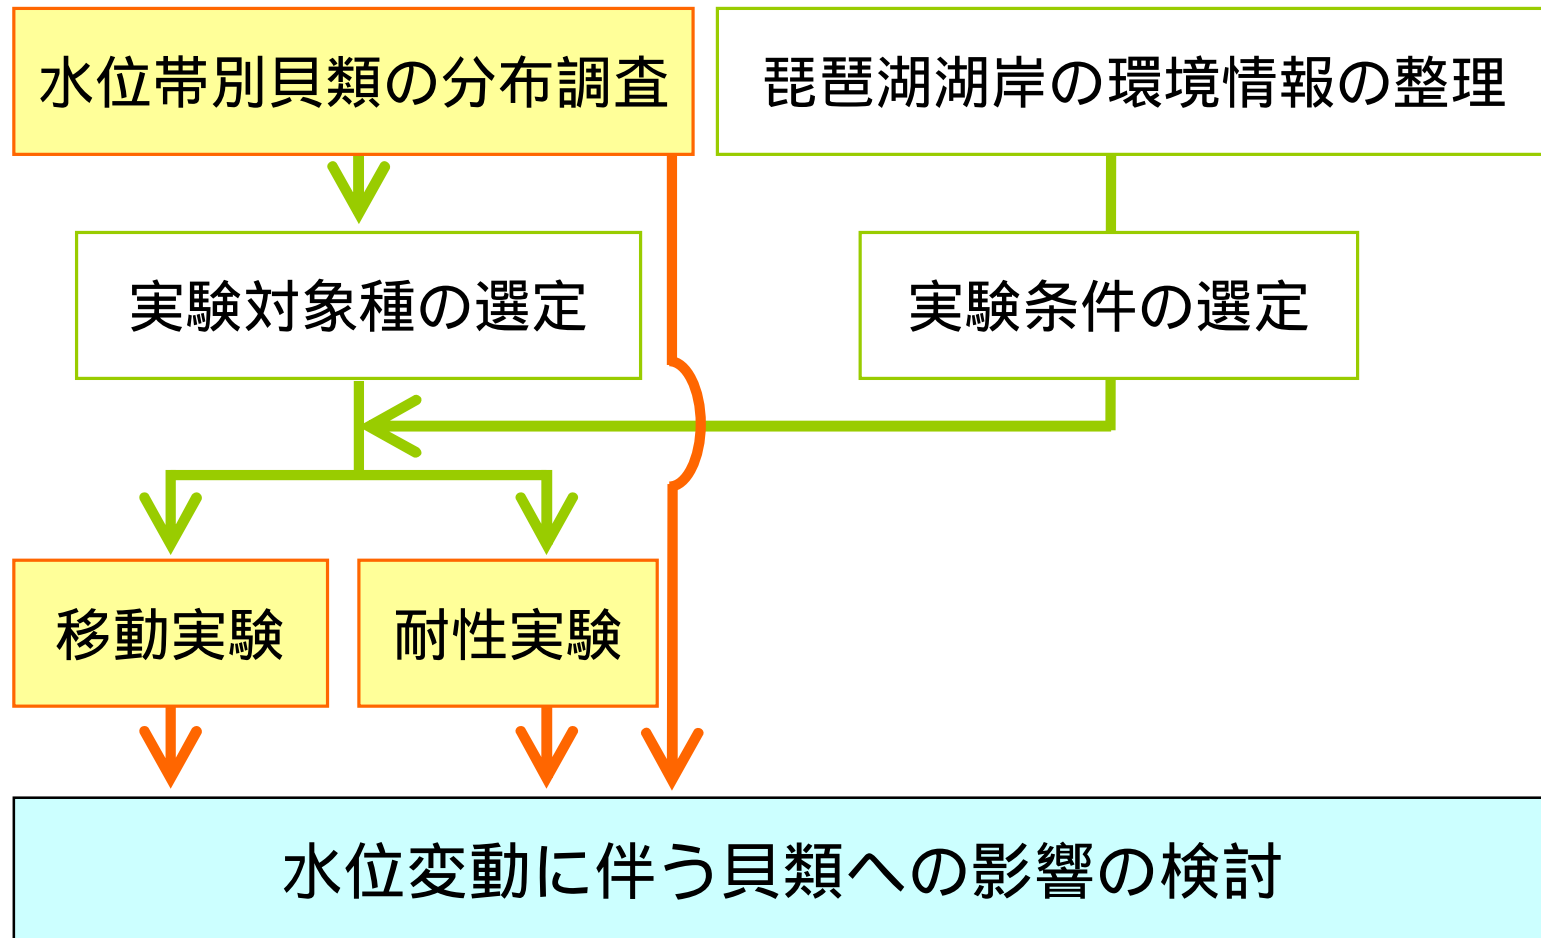 水位帯別貝類の分布調査
琵琶湖湖岸の環境情報の整理
実験対象種の選定
実験条件の選定
移動実験
耐性実験
水位変動に伴う貝類への影響の検討